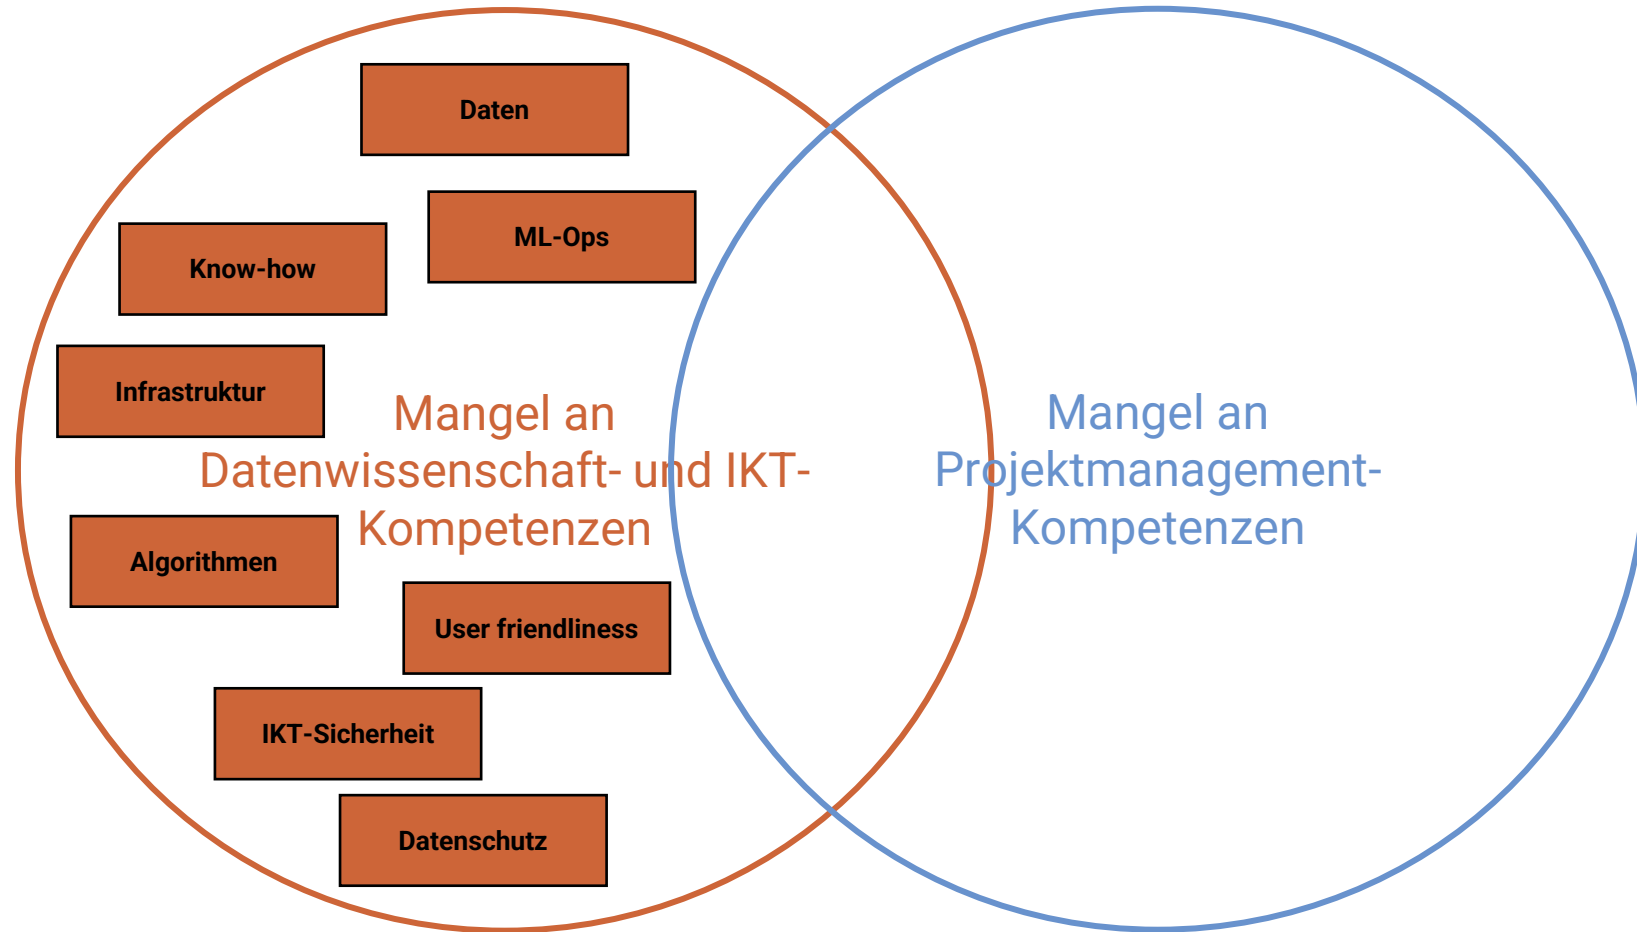 Daten
ML-Ops
Know-how
Infrastruktur
Mangel an
Datenwissenschaft- und IKT-
Kompetenzen
Mangel an
Projektmanagement-
Kompetenzen
Algorithmen
User friendliness
IKT-Sicherheit
Datenschutz